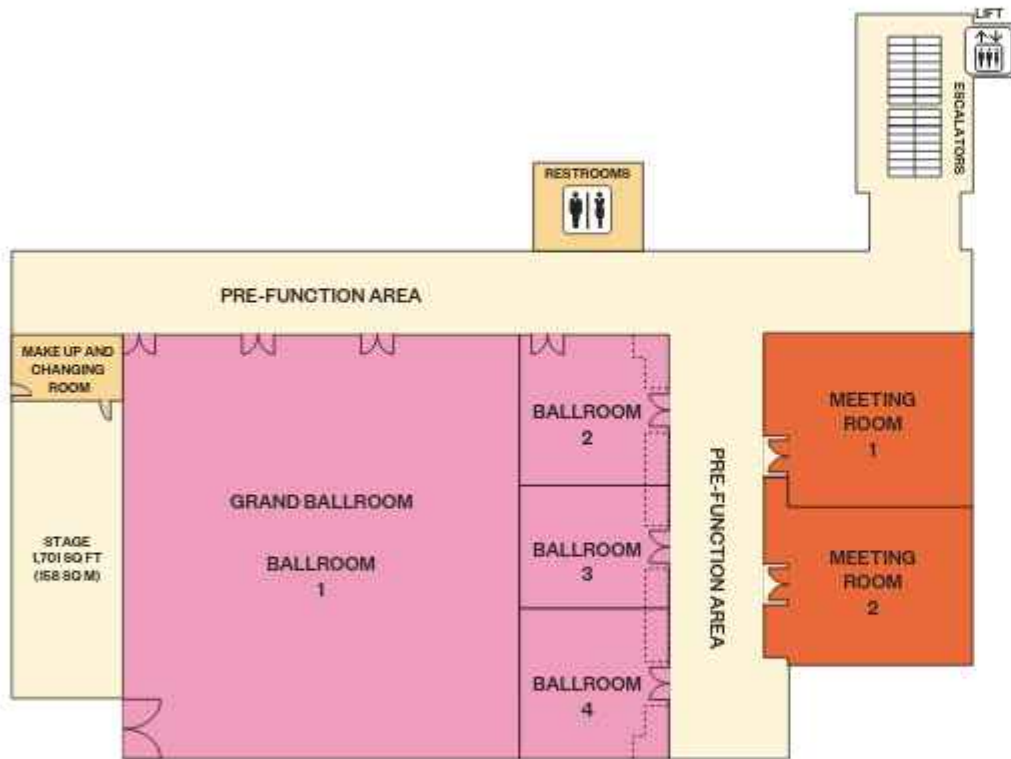 LIFT
ESCALATORS
RESTROOMS
PRE-FUNCTION AREA
MAKE UP AND
CHANGING
ROOM
STAGE
1,701 SQ FT
(158 SQ M)
GRAND BALLROOM
BALLROOM
1
BALLROOM
2
BALLROOM
3
BALLROOM
4
PRE-FUNCTION AREA
MEETING
ROOM
1
MEETING
ROOM
2